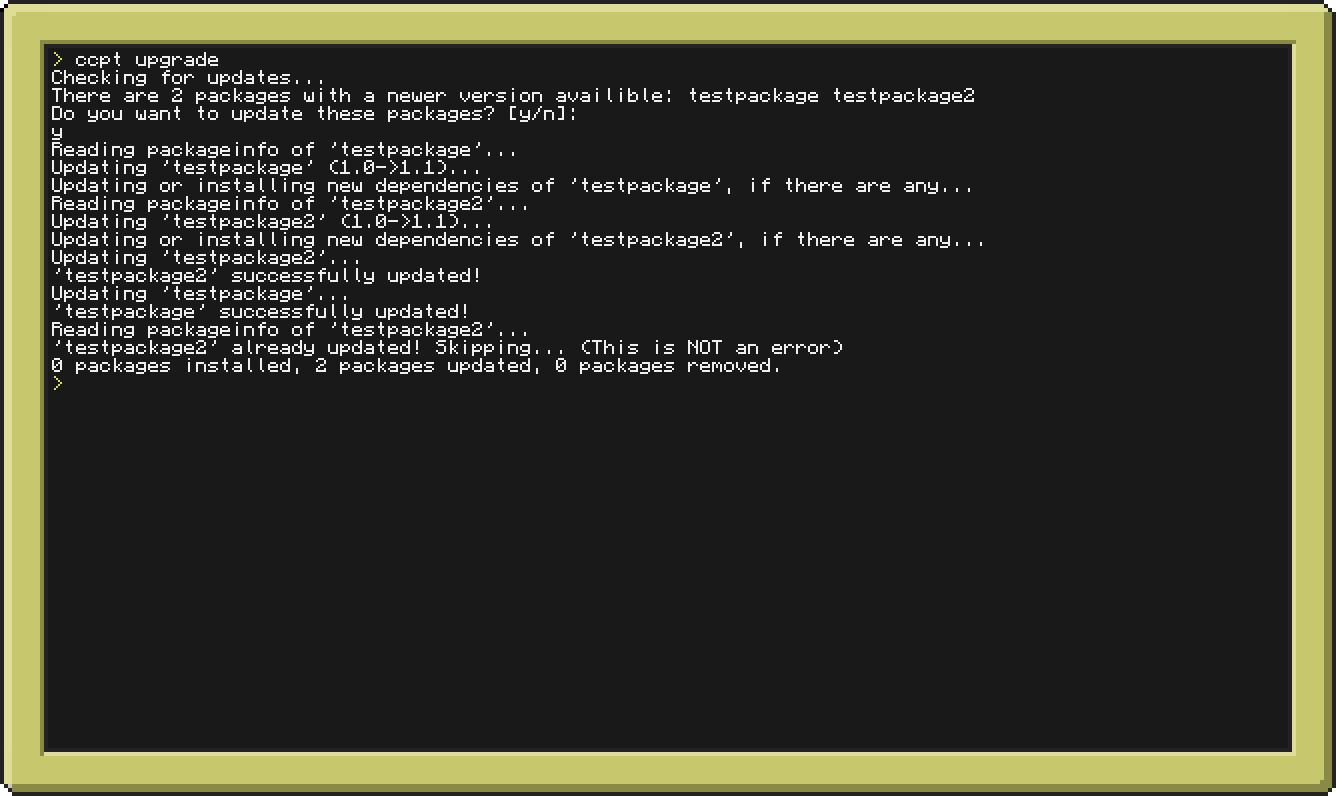 > ccpt upgrade
Checking for updates...
There are 2 packages with a newer version availible: testpackage testpackage2
Do you want to update these packages? [y/n]:
y
Reading packageinfo of 'testpackage'...
Updating 'testpackage' (1.0->1.1)...
Updating or installing new dependencies of 'testpackage', if there are any...
Reading packageinfo of 'testpackage2'...
Updating 'testpackage2' (1.0->1.1)...
Updating or installing new dependencies of 'testpackage2', if there are any...
Updating 'testpackage2'...
'testpackage2' successfully updated!
Updating 'testpackage'...
'testpackage' successfully updated!
Reading packageinfo of 'testpackage2'...
'testpackage2' already updated! Skipping... (This is NOT an error)
0 packages installed, 2 packages updated, 0 packages removed.
>